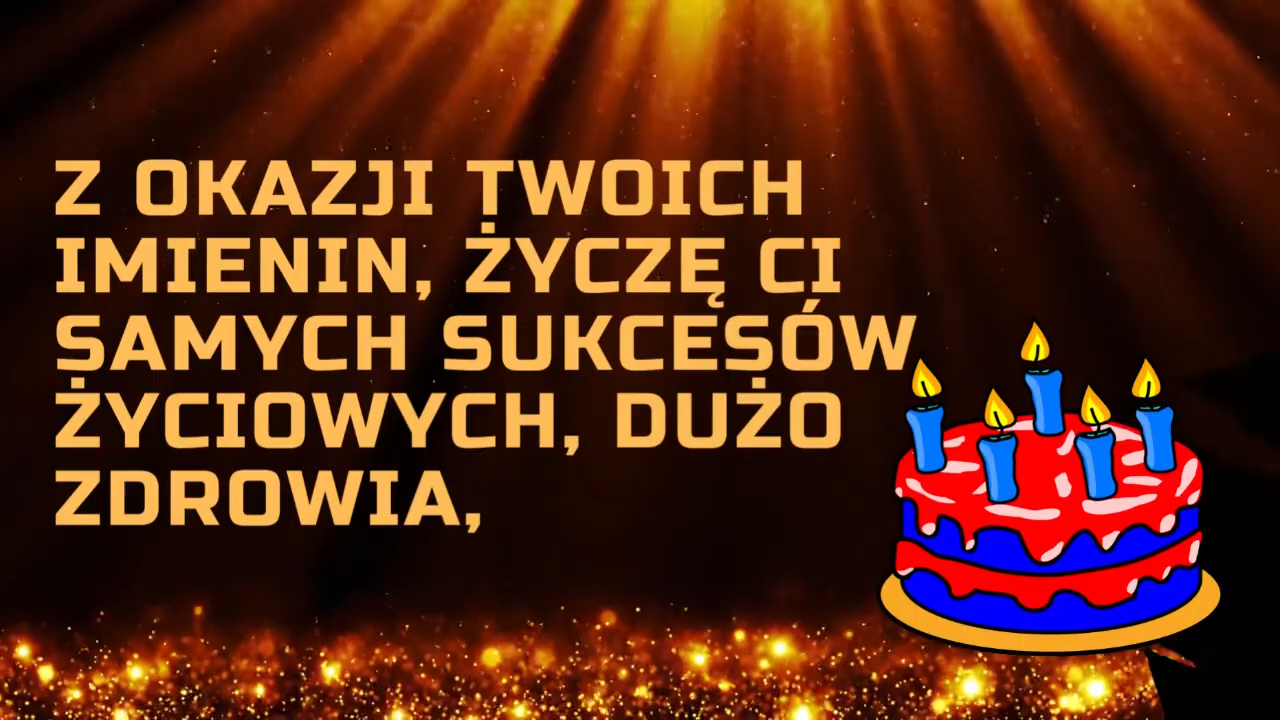 Z OKAZJI TWOICH
IMIENIN, ŻYCZĘ CI
SAMYCH SUKCESÓW
ŻYCIOWYCH, DUŻO
ZDROWIA,